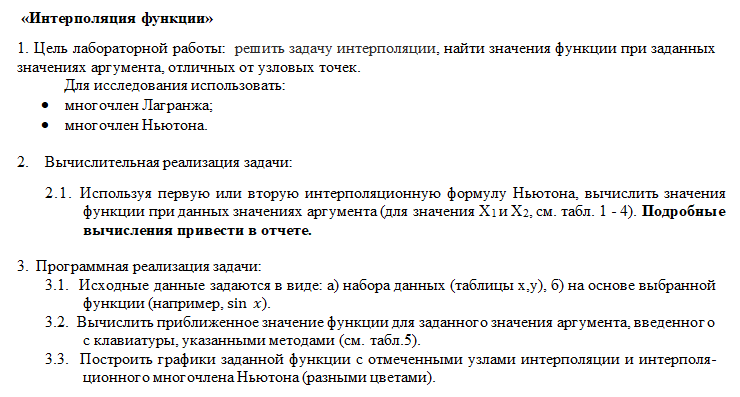 «Интерполяция функции»
1. Цель лабораторной работы: решить задачу интерполяции, найти значения функции при заданных
значениях аргумента, отличных от узловых точек.
Для исследования использовать:
• многочлен Лагранжа;
• многочлен Ньютона.
2. Вычислительная реализация задачи:
2.1. Используя первую или вторую интерполяционную формулу Ньютона, вычислить значения
функции при данных значениях аргумента (для значения X1 и X2, см. табл. 1 - 4). Подробные
вычисления привести в отчете.
3. Программная реализация задачи:
3.1. Исходные данные задаются в виде: а) набора данных (таблицы x,y), б) на основе выбранной
функции (например, sin x).
3.2. Вычислить приближенное значение функции для заданного значения аргумента, введенного
с клавиатуры, указанными методами (см. табл.5).
3.3. Построить графики заданной функции с отмеченными узлами интерполяции и интерполя-
ционного многочлена Ньютона (разными цветами).